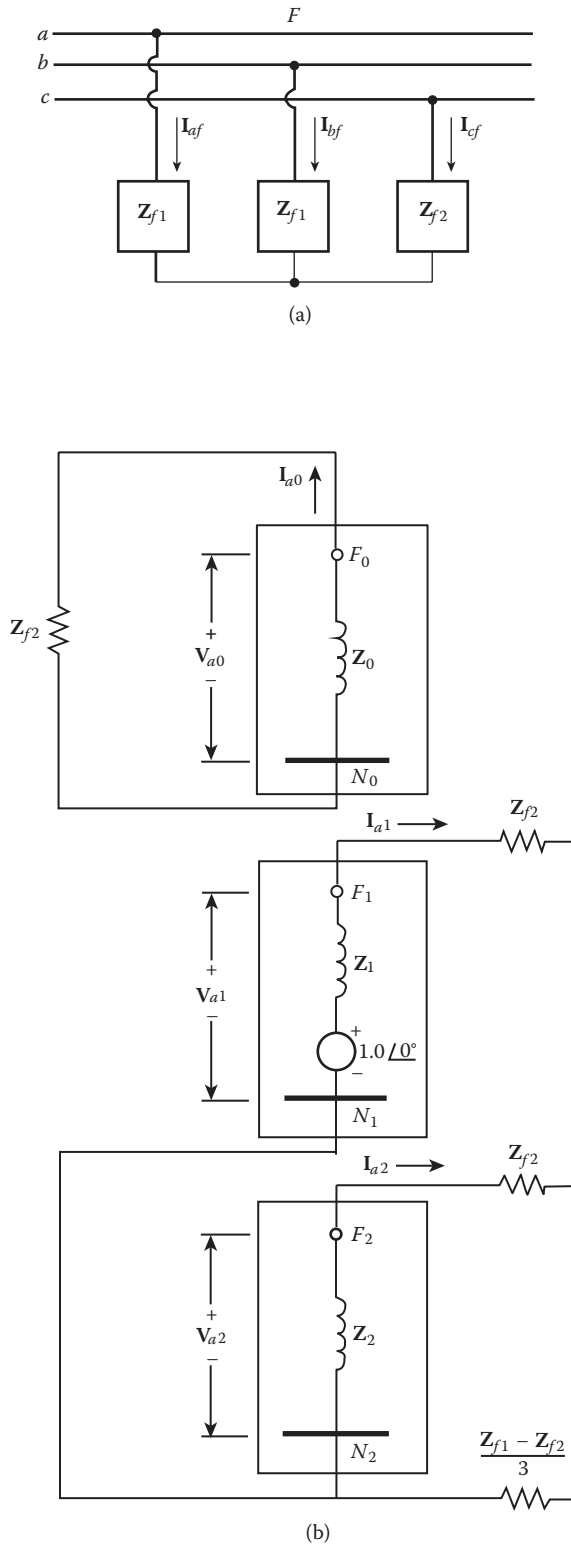 F
a
b
c
I_af I_bf I_cf
Z_f1 Z_f1 Z_f2
(a)
I_a0
F_0
Z_f2
+
V_a0
–
Z_0
N_0
I_a1
Z_f2
F_1
+
V_a1
–
Z_1
+
1.0 /0°
–
N_1
I_a2
Z_f2
F_2
+
V_a2
–
Z_2
N_2
Z_f1 – Z_f2
3
(b)